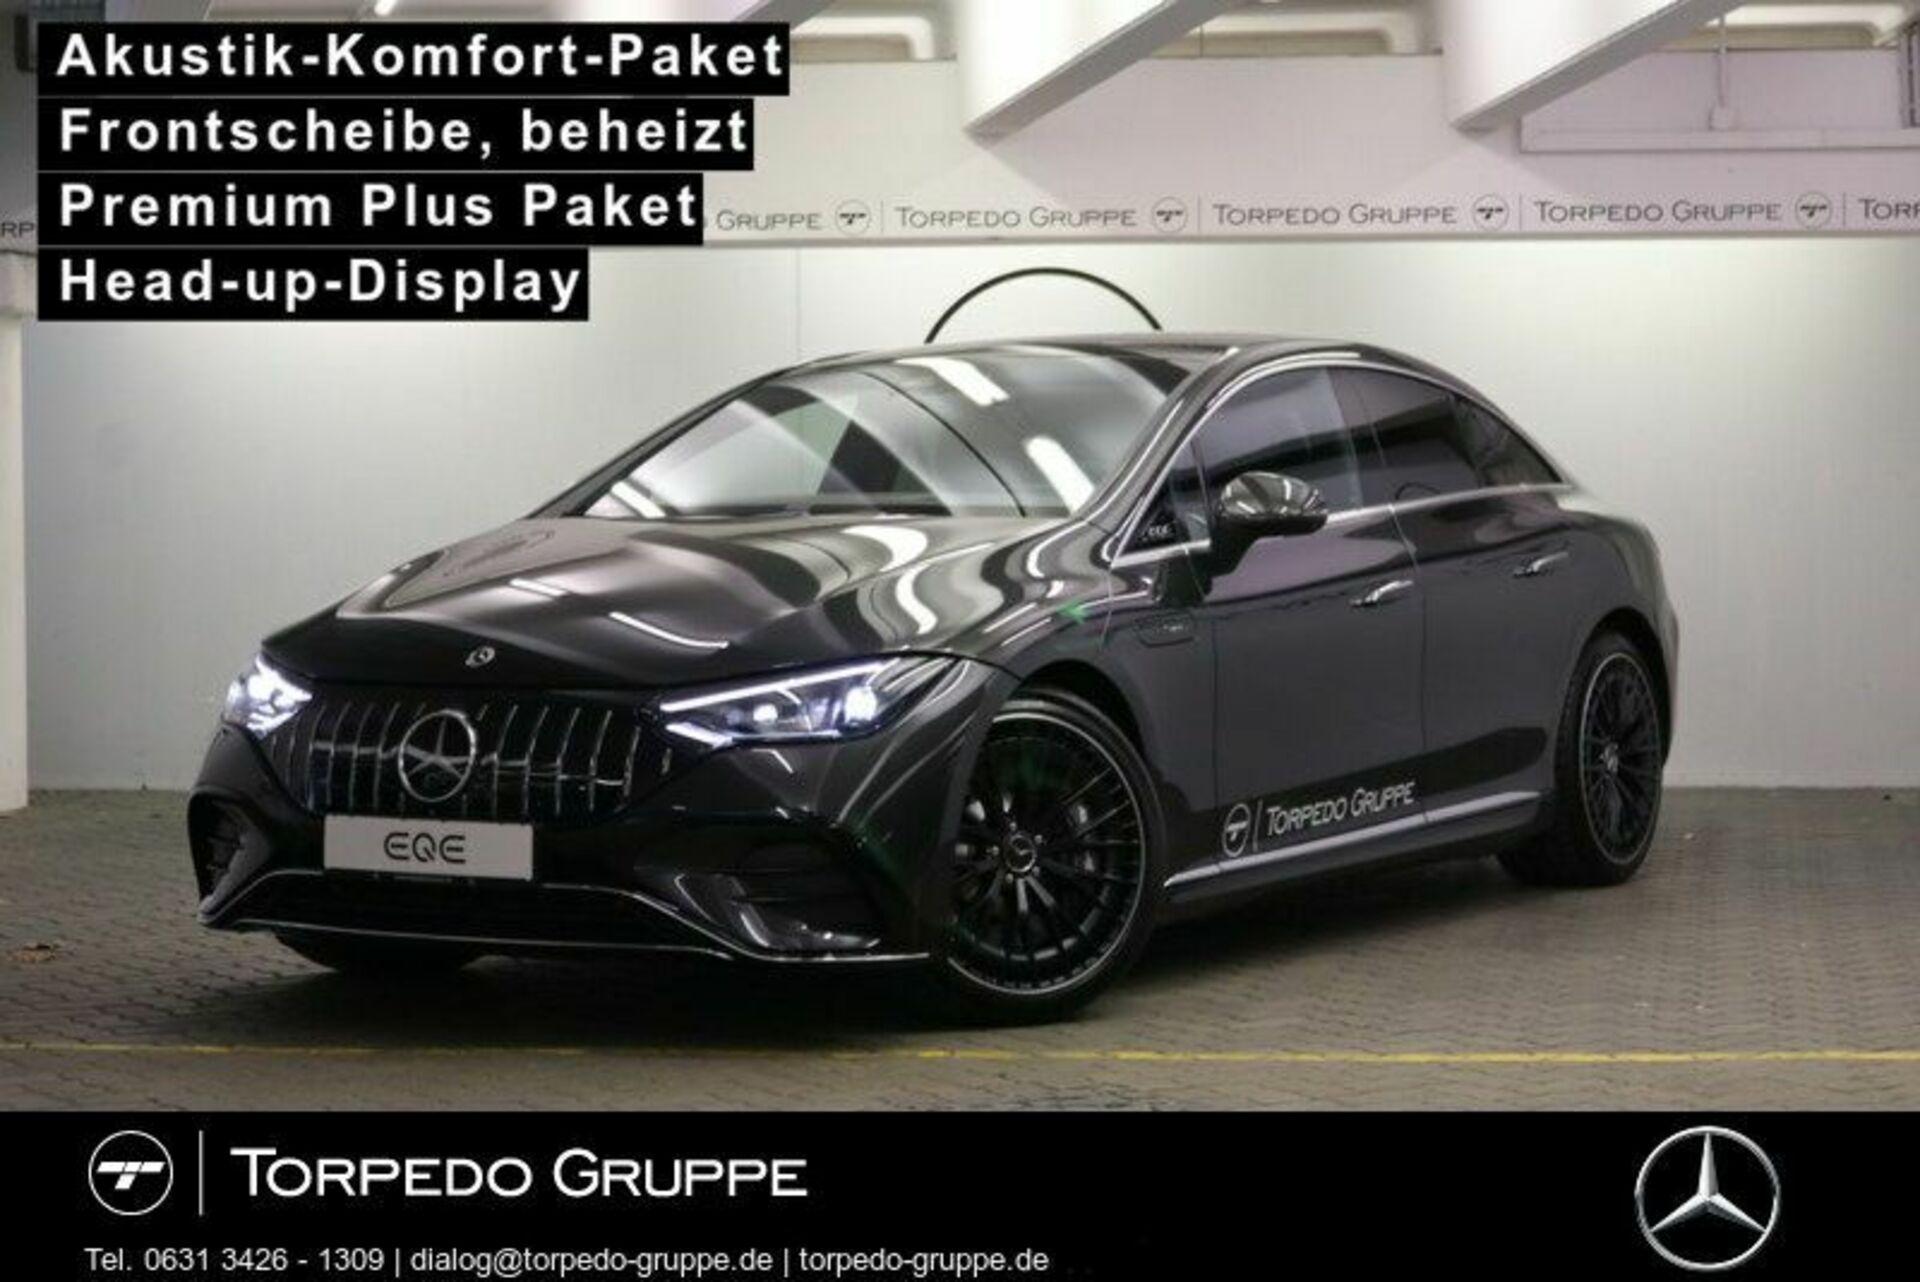 Akustik-Komfort-Paket
Frontscheibe, beheizt
Premium Plus Paket
Head-up-Display
GRUPPE TORPEDO GRUPPE TORPEDO GRUPPE TORPEDO GRUPPE
EQE
TORPEDO GRUPPE
TORPEDO GRUPPE
Tel. 0631 3426 - 1309 | dialog@torpedo-gruppe.de | torpedo-gruppe.de